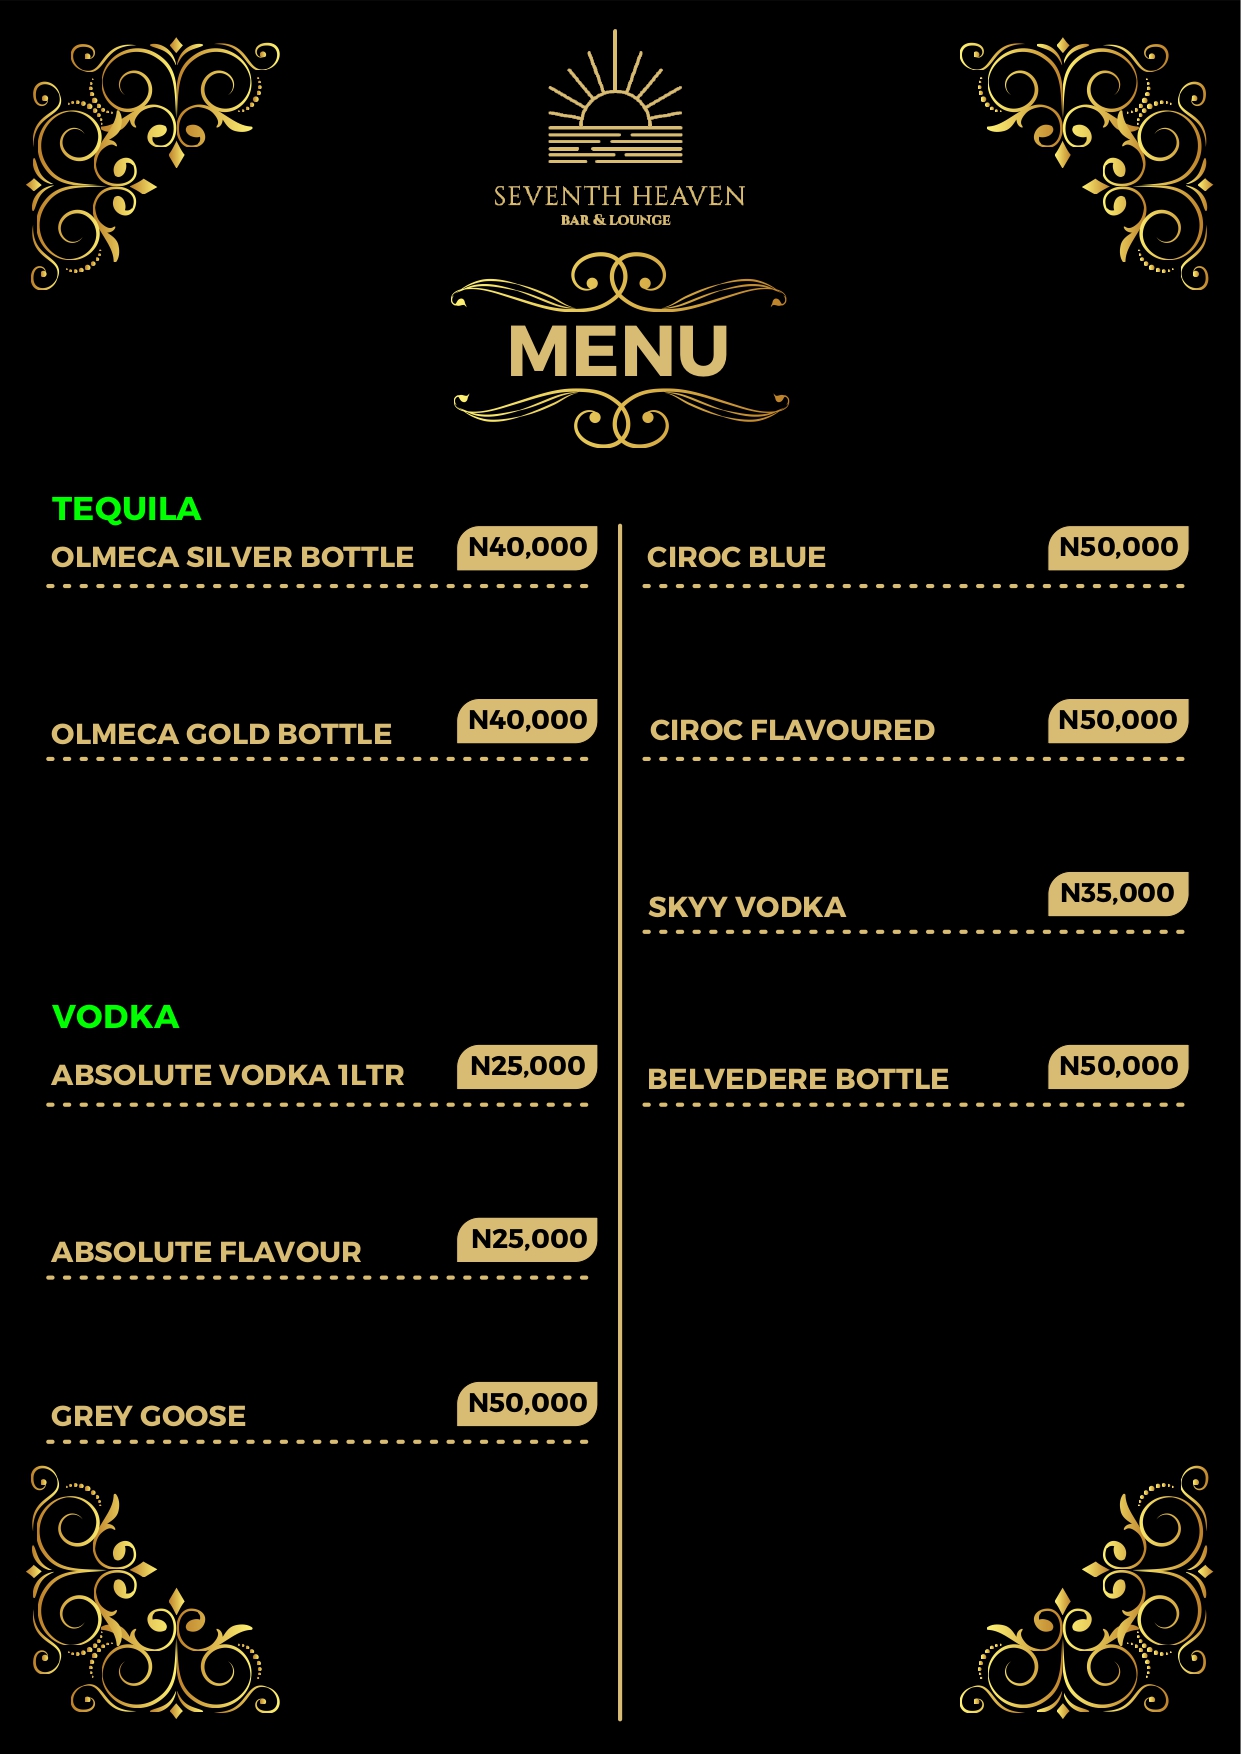 SEVENTH HEAVEN
BAR & LOUNGE
MENU
TEQUILA
OLMECA SILVER BOTTLE N40,000
OLMECA GOLD BOTTLE N40,000
VODKA
ABSOLUTE VODKA 1LTR N25,000
ABSOLUTE FLAVOUR N25,000
GREY GOOSE N50,000
CIROC BLUE N50,000
CIROC FLAVOURED N50,000
SKYY VODKA N35,000
BELVEDERE BOTTLE N50,000